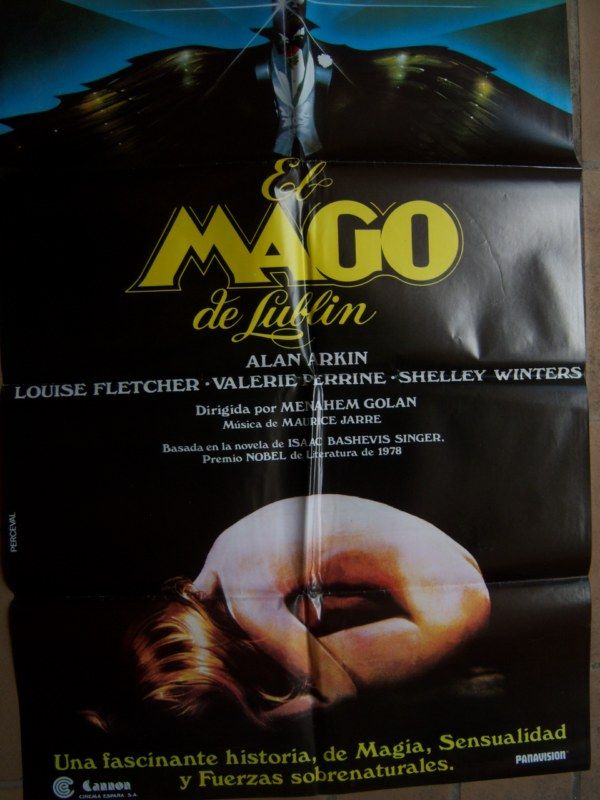 El
MAGO
de Lublin
ALAN ARKIN
LOUISE FLETCHER · VALERIE PERRINE · SHELLEY WINTERS
Dirigida por MENAHEM GOLAN
Música de MAURICE JARRE
Basada en la novela de ISAAC BASHEVIS SINGER,
Premio NOBEL de Literatura de 1978
PERCEVAL
Una fascinante historia, de Magia, Sensualidad
y Fuerzas sobrenaturales.
PANAVISION
Cannon
CINEMA ESPAÑA, S.A.